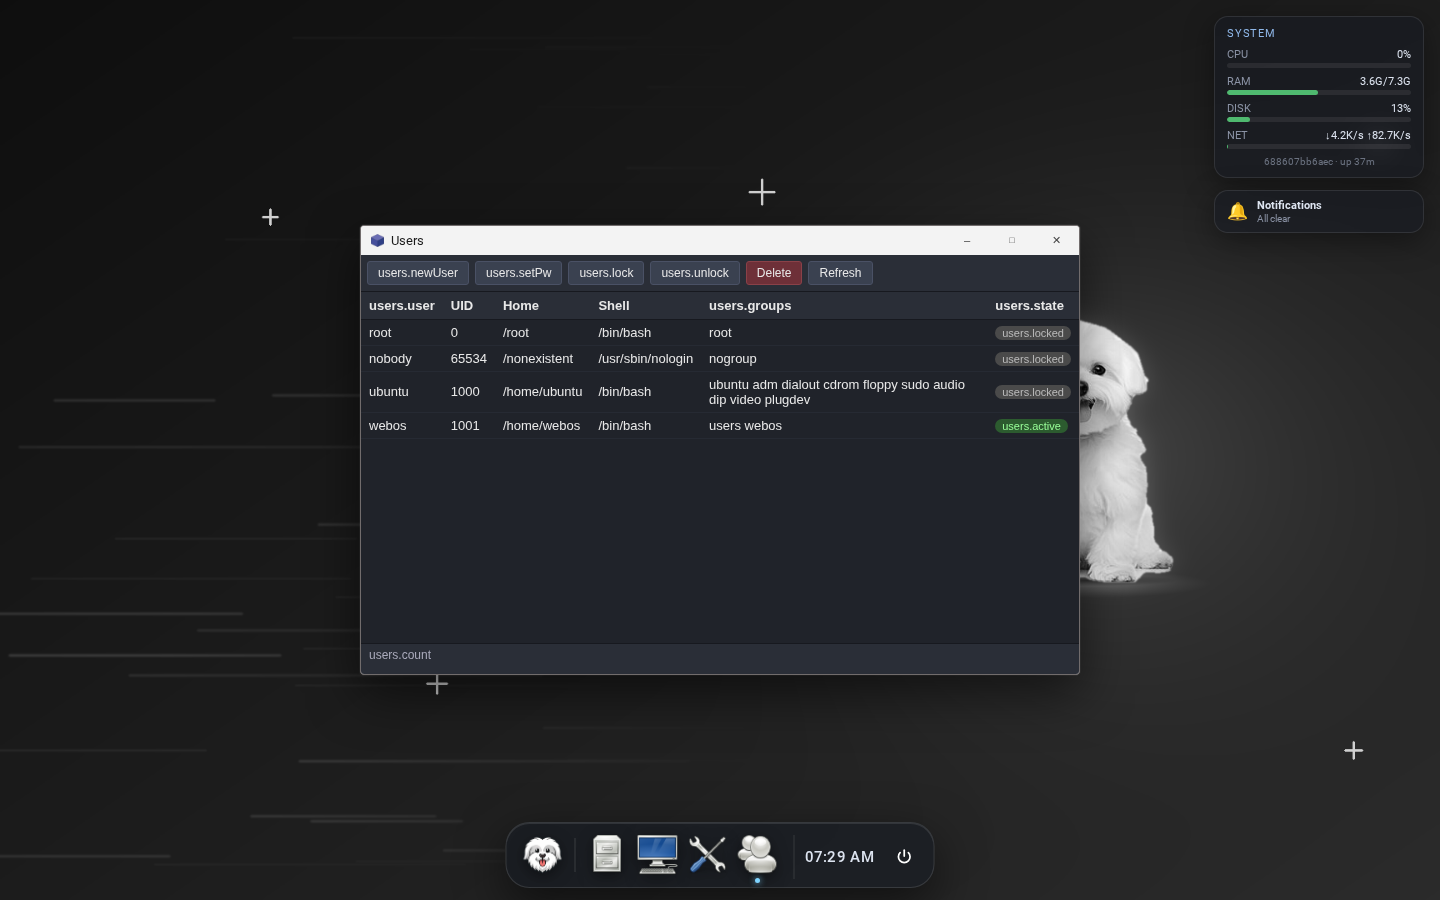 SYSTEM
CPU 0%
RAM 3.6G/7.3G
DISK 13%
NET ↓4.2K/s ↑82.7K/s
688607bb6aec · up 37m
Notifications
All clear
Users
users.newUser users.setPw users.lock users.unlock Delete Refresh
users.user UID Home Shell users.groups users.state
root 0 /root /bin/bash root users.locked
nobody 65534 /nonexistent /usr/sbin/nologin nogroup users.locked
ubuntu 1000 /home/ubuntu /bin/bash ubuntu adm dialout cdrom floppy sudo audio users.locked
dip video plugdev
webos 1001 /home/webos /bin/bash users webos users.active
users.count
07:29 AM